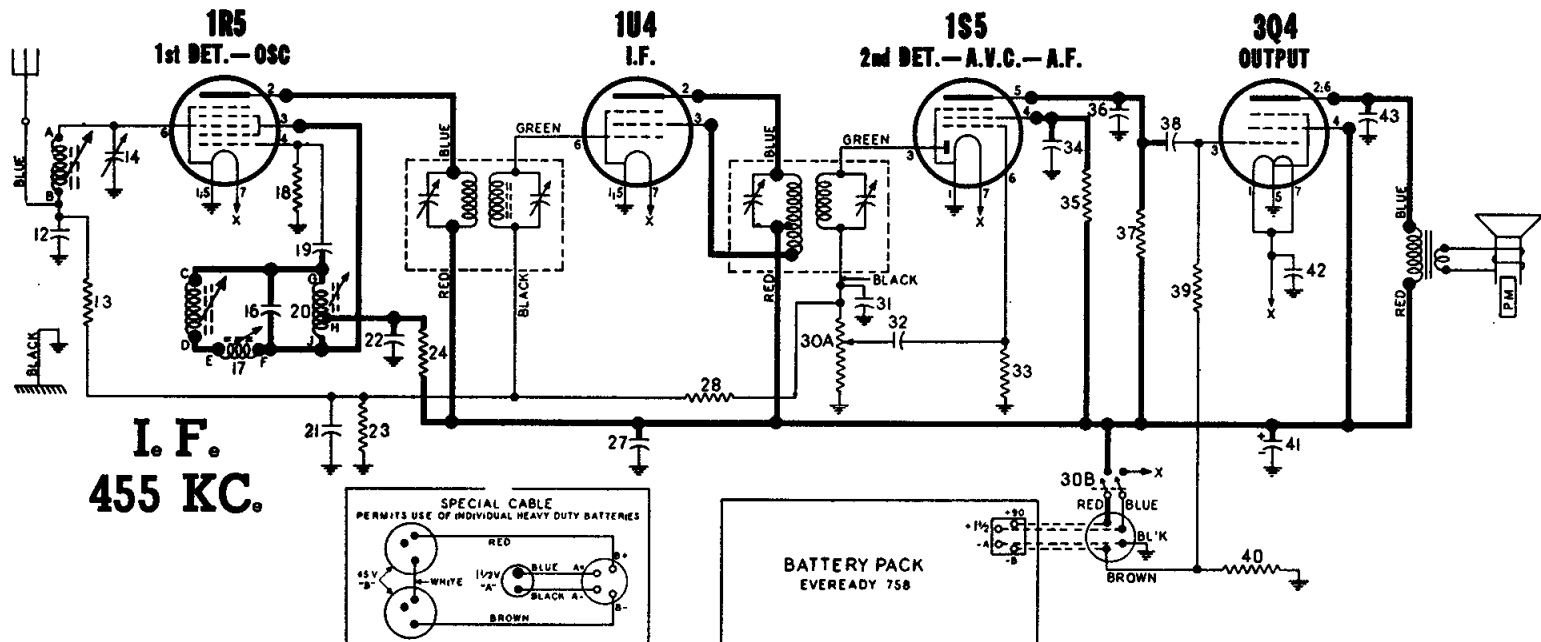 1R5
1st DET.—OSC
1U4
I.F.
1S5
2nd DET.—A.V.C.—A.F.
3Q4
OUTPUT
BLUE
A
B
12
13
14
6
2
3
4
1,5
7
X
18
19
C
D
E
F
16
17
20
G
H
J
22
24
BLACK
BLUE
RED
GREEN
BLACK
6
2
3
1,5
7
X
BLUE
RED
GREEN
BLACK
31
30A
32
3
5
4
1
7
6
X
33
34
35
36
37
38
39
3
2:6
4
1
5
7
X
42
43
BLUE
RED
PM
21
23
28
27
41
I. F.
455 KC.
30B
X
RED
BLUE
BL'K
BROWN
40
SPECIAL CABLE
PERMITS USE OF INDIVIDUAL HEAVY DUTY BATTERIES
RED
45 V
"B"
WHITE
1½V
"A"
BLUE
A+
BLACK
A-
B+
B-
BROWN
BATTERY PACK
EVEREADY 758
+90
+1½
-A
-B